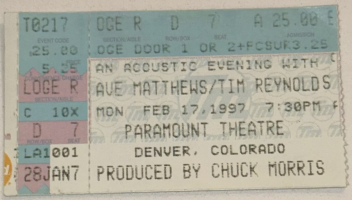 T0217 OGE R D 7 A 25.00 E
25.00 OGE DOOR 1 OR 2+FCSUR3.25
5.25 AN ACOUSTIC EVENING WITH
LOGE R AVE MATTHEWS/TIM REYNOLDS
C 10X MON FEB 17,1997 7:30PM
D 7 PARAMOUNT THEATRE
LA1001 DENVER, COLORADO
28JAN7 PRODUCED BY CHUCK MORRIS